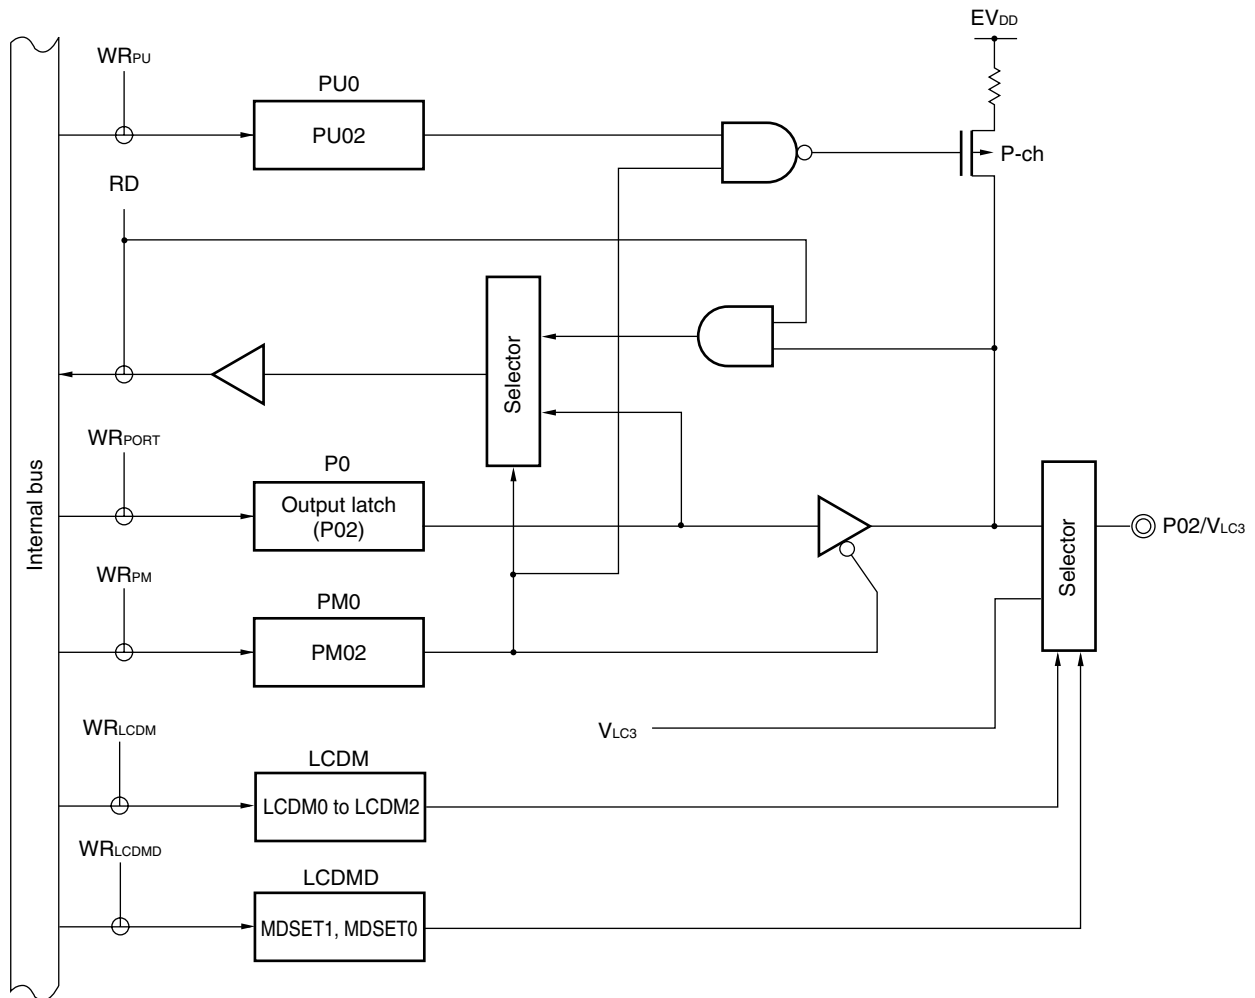 EVDD
WRPU
PU0
PU02
P-ch
RD
Selector
WRPORT
P0
Output latch
(P02)
Internal bus
Selector
P02/VLC3
WRPM
PM0
PM02
WRLCDM
VLC3
LCDM
LCDM0 to LCDM2
WRLCDMD
LCDMD
MDSET1, MDSET0